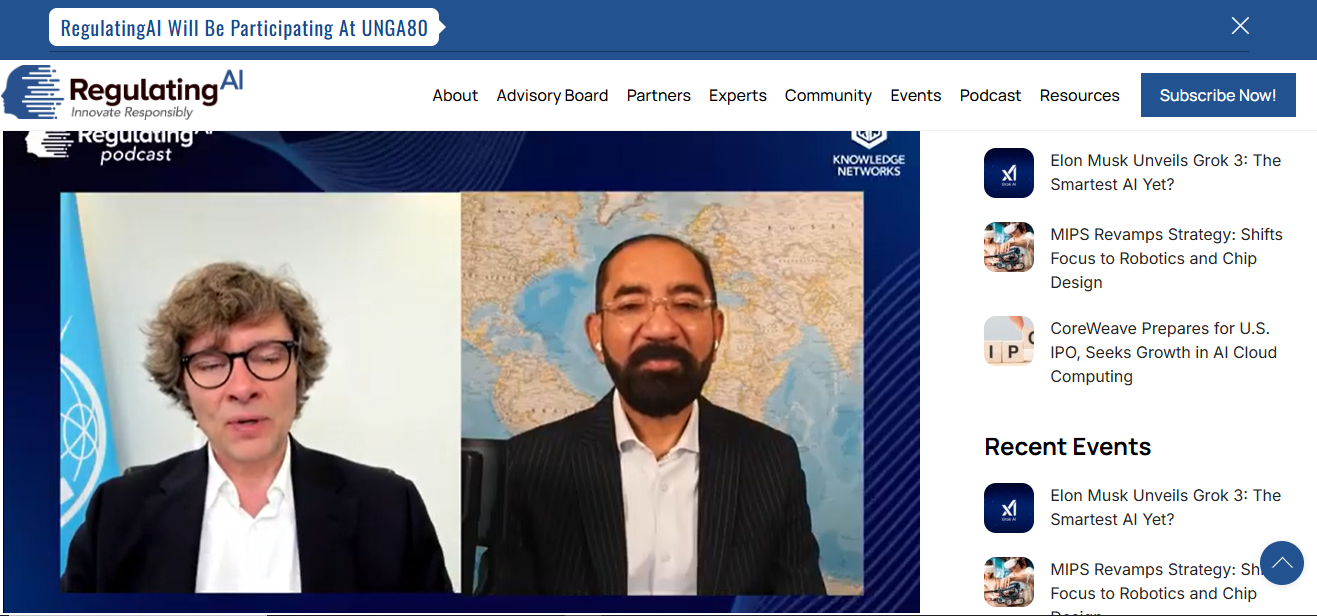 RegulatingAI Will Be Participating At UNGA80
RegulatingAI
Innovate Responsibly
About
Advisory Board
Partners
Experts
Community
Events
Podcast
Resources
Subscribe Now!
RegulatingAI
podcast
KNOWLEDGE
NETWORKS
Elon Musk Unveils Grok 3: The
Smartest AI Yet?
MIPS Revamps Strategy: Shifts
Focus to Robotics and Chip
Design
I P
CoreWeave Prepares for U.S.
IPO, Seeks Growth in AI Cloud
Computing
Recent Events
Elon Musk Unveils Grok 3: The
Smartest AI Yet?
MIPS Revamps Strategy:
Focus to Robotics and Chip
Design